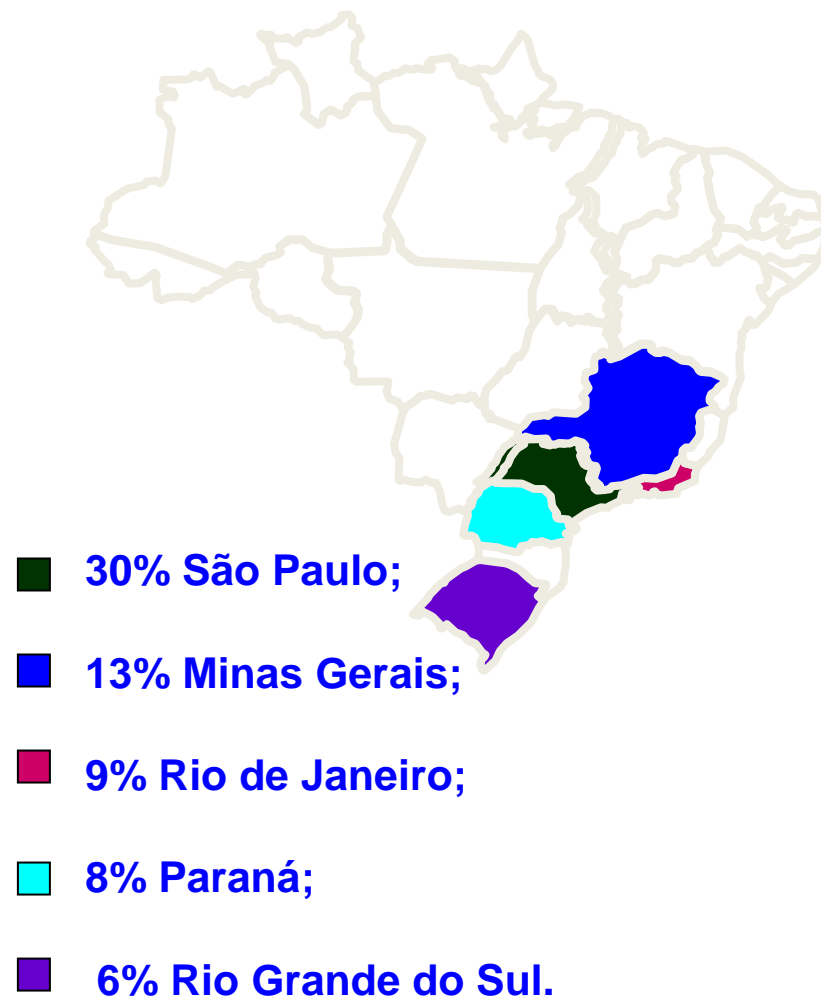 30% São Paulo;
13% Minas Gerais;
9% Rio de Janeiro;
8% Paraná;
6% Rio Grande do Sul.